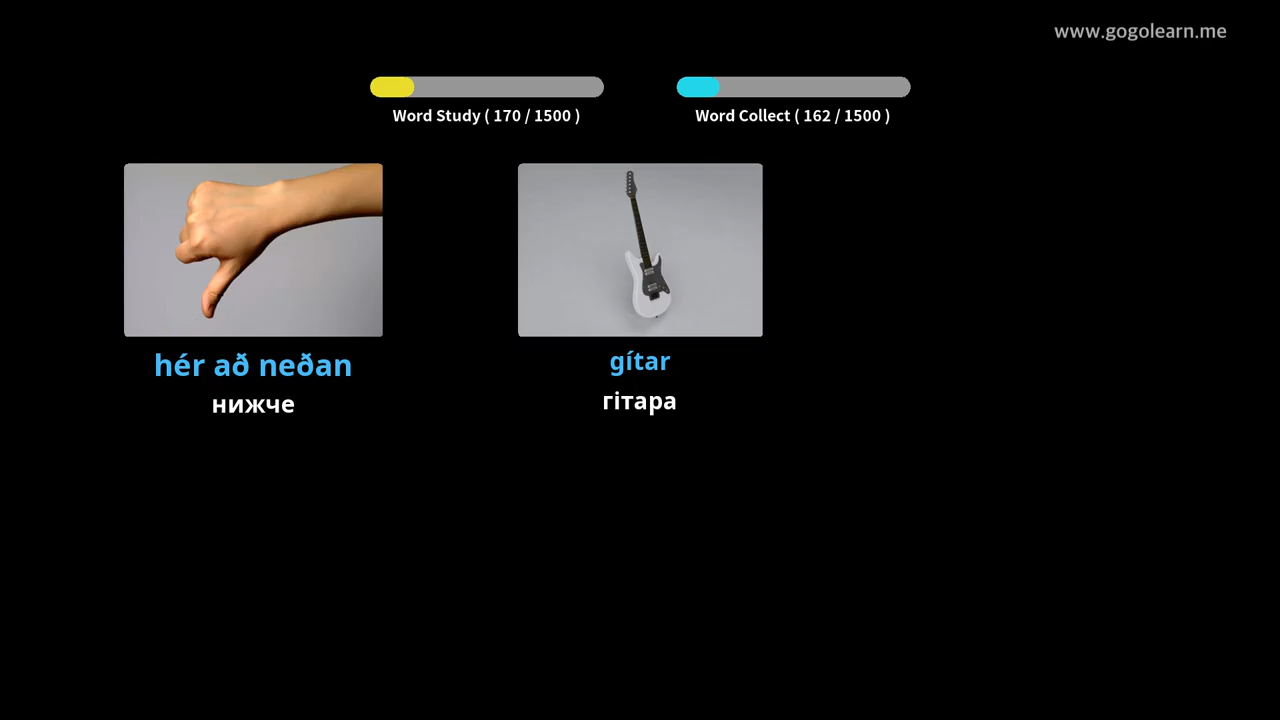 www.gogolearn.me
Word Study ( 170 / 1500 )
Word Collect ( 162 / 1500 )
hér að neðan
нижче
gítar
гітара